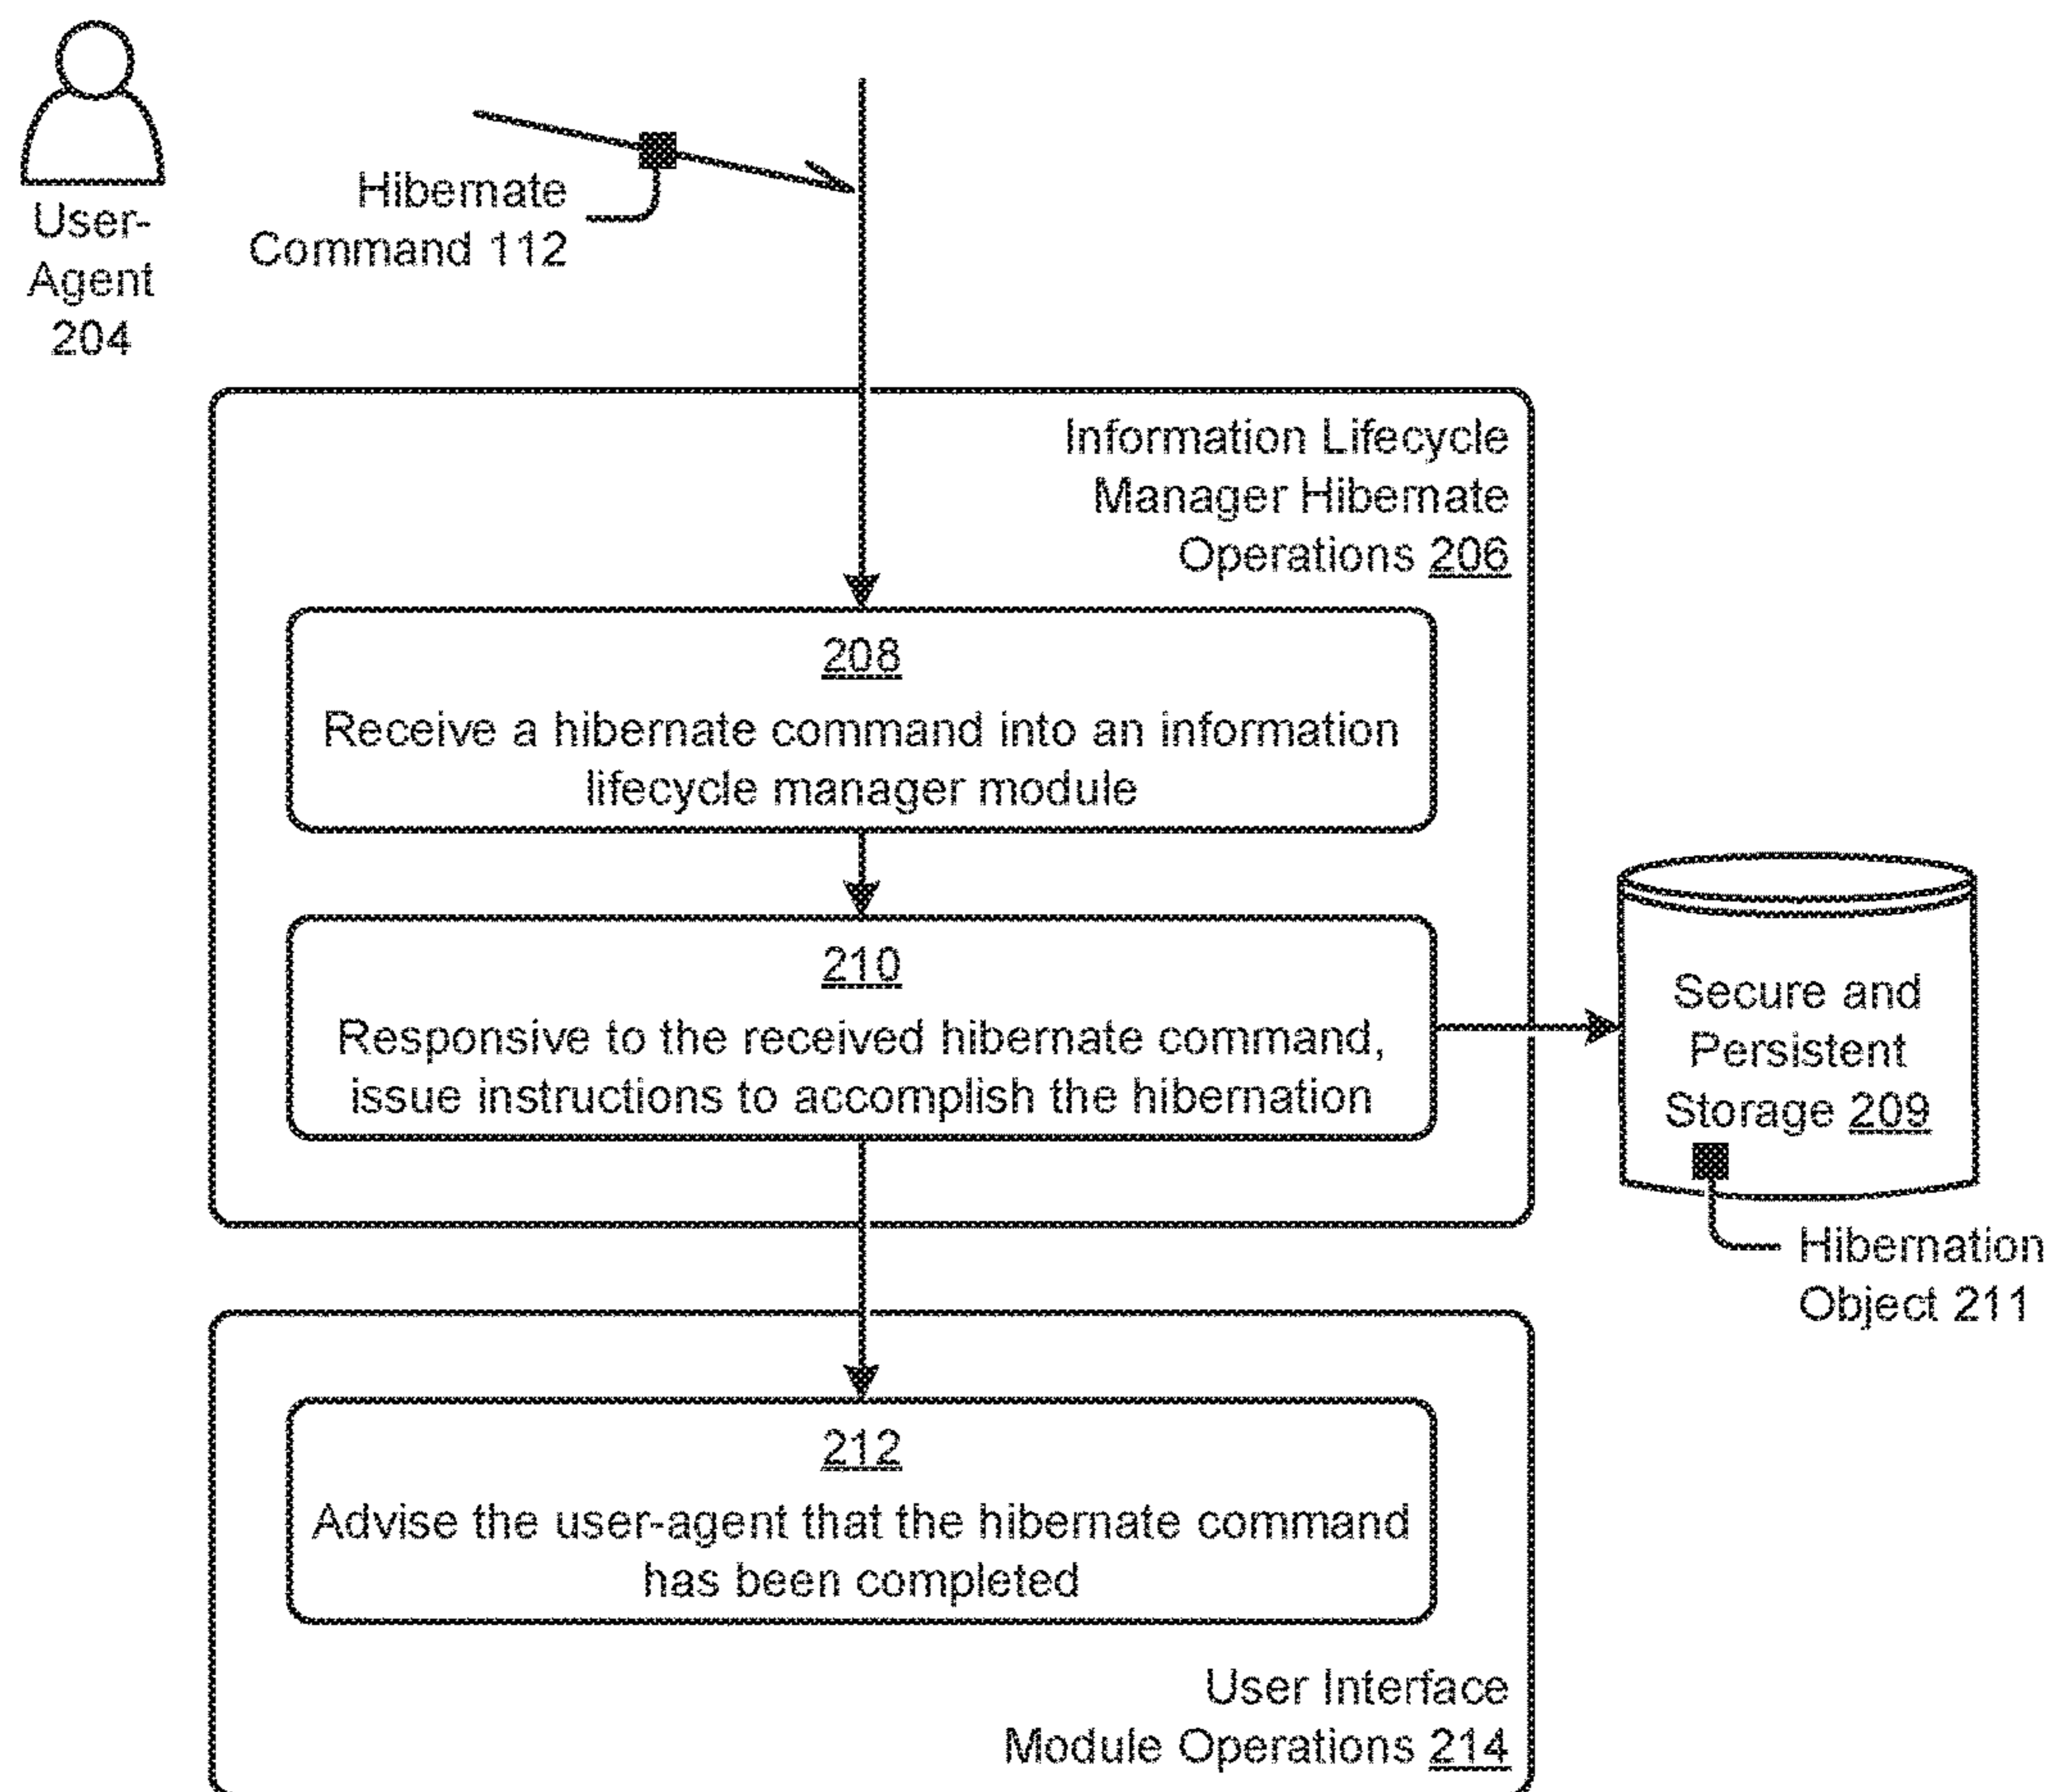 User-
Agent
204
Hibernate
Command 112
Information Lifecycle
Manager Hibernate
Operations 206
208
Receive a hibernate command into an information
lifecycle manager module
210
Responsive to the received hibernate command,
issue instructions to accomplish the hibernation
Secure and
Persistent
Storage 209
Hibernation
Object 211
212
Advise the user-agent that the hibernate command
has been completed
User Interface
Module Operations 214